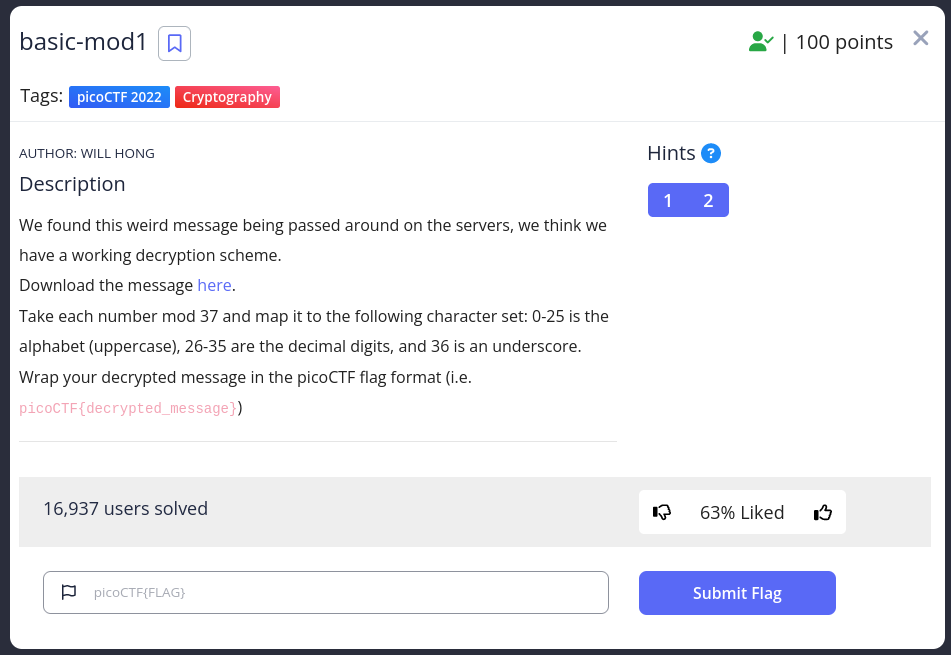 basic-mod1
| 100 points
Tags: picoCTF 2022 Cryptography
AUTHOR: WILL HONG
Description
We found this weird message being passed around on the servers, we think we
have a working decryption scheme.
Download the message here.
Take each number mod 37 and map it to the following character set: 0-25 is the
alphabet (uppercase), 26-35 are the decimal digits, and 36 is an underscore.
Wrap your decrypted message in the picoCTF flag format (i.e.
picoCTF{decrypted_message})
Hints ?
1 2
16,937 users solved
63% Liked
picoCTF{FLAG}
Submit Flag